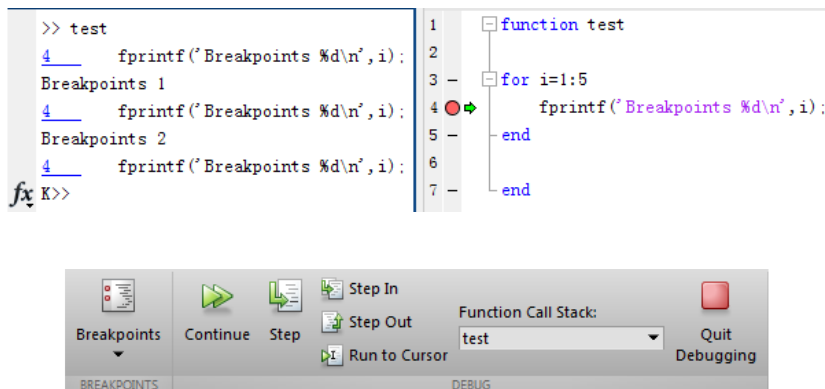 >> test
4 fprintf('Breakpoints %d\n',i);
Breakpoints 1
4 fprintf('Breakpoints %d\n',i);
Breakpoints 2
4 fprintf('Breakpoints %d\n',i);
fx K>>
1 function test
2
3 – for i=1:5
4 fprintf('Breakpoints %d\n',i);
5 – end
6
7 – end
Breakpoints
Continue
Step
Step In
Step Out
Run to Cursor
Function Call Stack:
test
Quit
Debugging
BREAKPOINTS
DEBUG